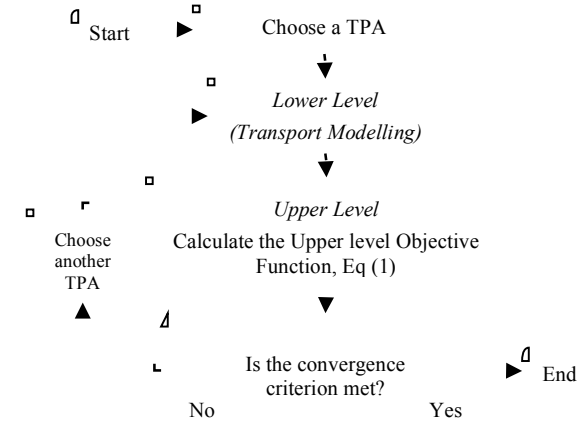 Start
Choose a TPA
Lower Level
(Transport Modelling)
Upper Level
Calculate the Upper level Objective
Function, Eq (1)
Choose
another
TPA
Is the convergence
criterion met?
End
No
Yes